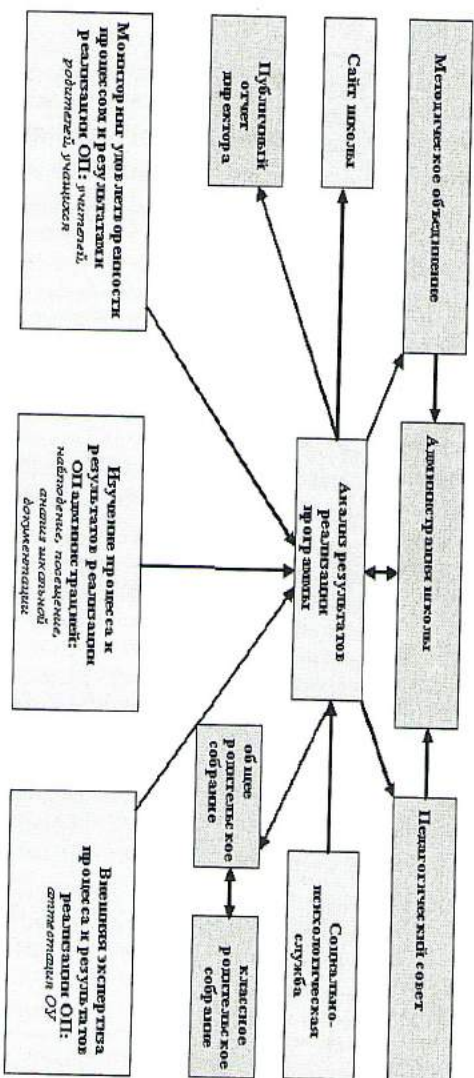 Методическое объединение
Администрация школы
Педагогический совет
Сайт школы
Анализ результатов
реализации
программы
Социально-
психологическая
служба
Публичный
отчет
директора
общее
родительское
собрание
классное
родительское
собрание
Мониторинг удовлетворенности
процессом и результатами
реализации ОП: учителей,
родителей, учащихся
Изучение процесса и
результатов реализации
ОП администрацией:
наблюдение, посещение,
анализ школьной
документации
Внешняя экспертиза
процесса и результатов
реализации ОП:
аттестация ОУ